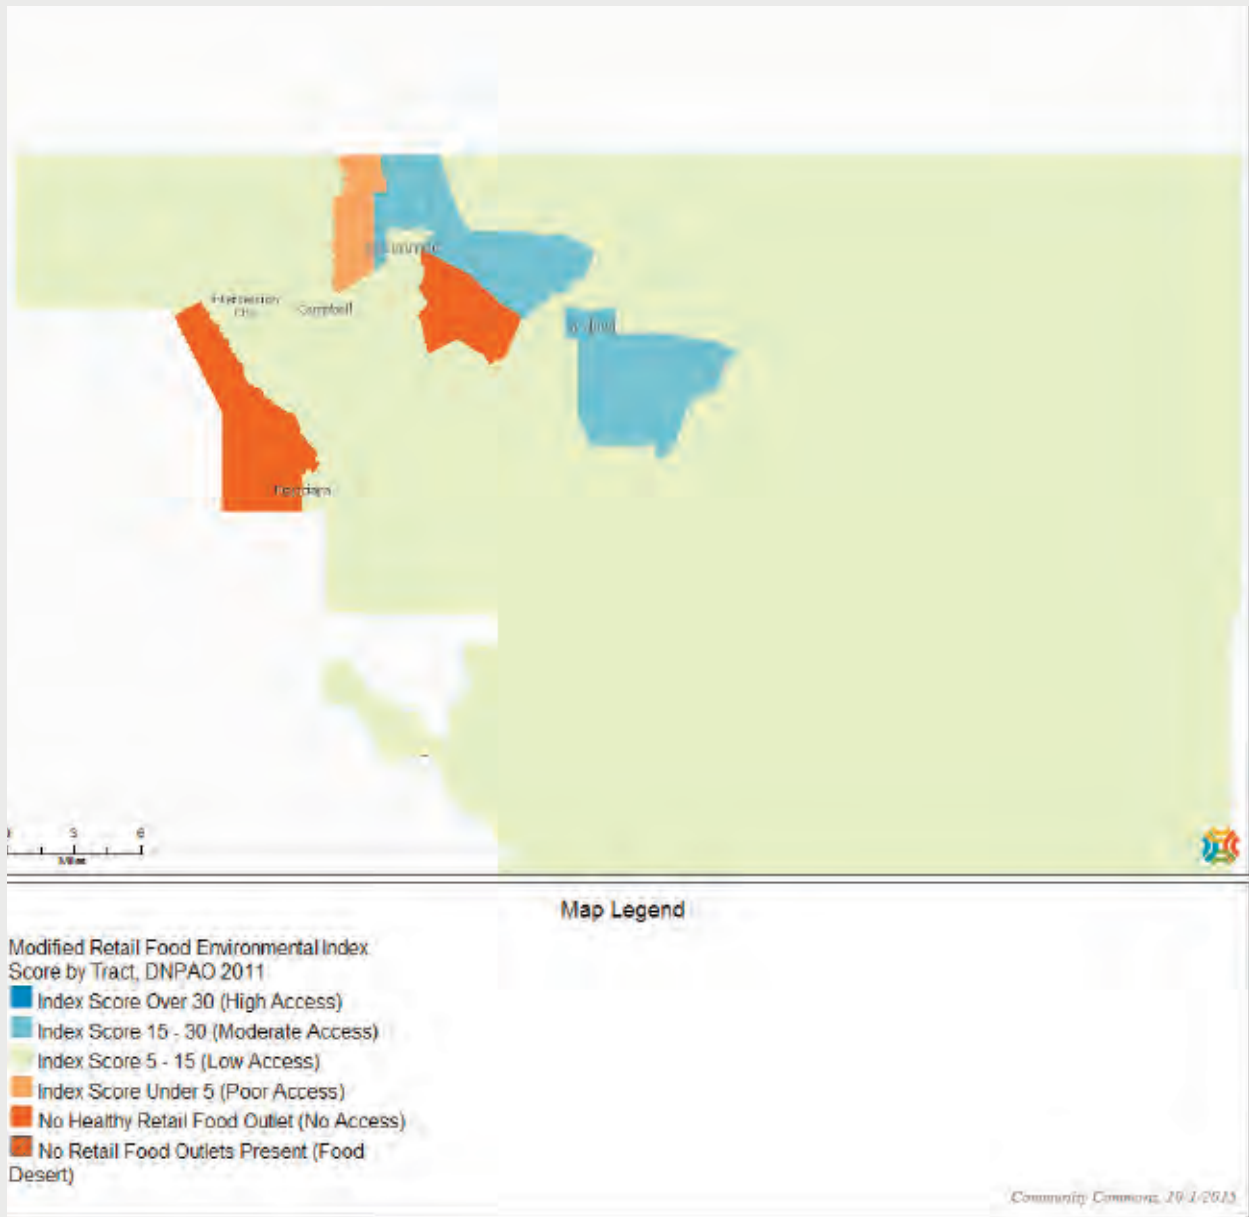 Campbell
Miles
Map Legend
Modified Retail Food Environmental Index
Score by Tract, DNPAO 2011
Index Score Over 30 (High Access)
Index Score 15 - 30 (Moderate Access)
Index Score 5 - 15 (Low Access)
Index Score Under 5 (Poor Access)
No Healthy Retail Food Outlet (No Access)
No Retail Food Outlets Present (Food
Desert)
Community Commons,